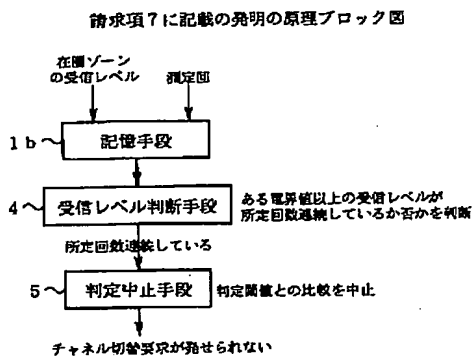 請求項7に記載の発明の原理ブロック図
在圏ゾーン
の受信レベル
測定回
1b
記憶手段
4
受信レベル判断手段
ある電界値以上の受信レベルが
所定回数連続しているか否かを判断
所定回数連続している
5
判定中止手段
判定閾値との比較を中止
チャネル切替要求が発せられない